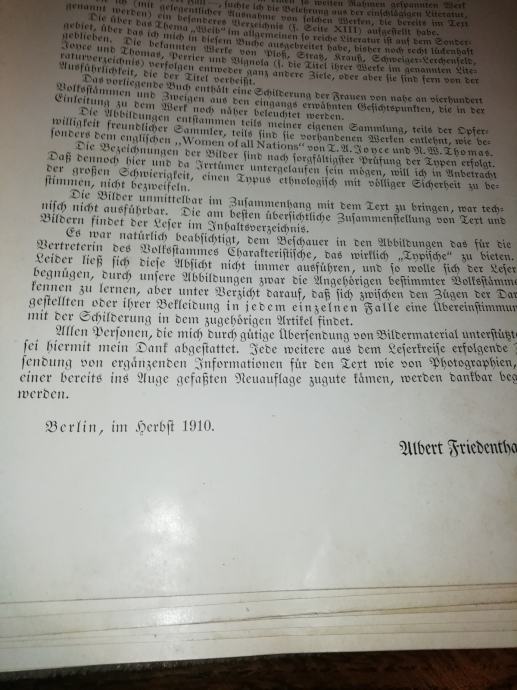 genannt werden) ein besonderes Verzeichnis (s. Seite XIII) aufgestellt habe.
Die über das Thema „Weib“ im allgemeinen so reiche Literatur ist auf dem Sonder-
gebiet, über das ich mich in diesem Buche ausgebreitet habe, bisher noch recht lückenhaft
geblieben. Die bekannten Werke von Ploß, Straß, Krauß, Schweiger-Lerchenfeld,
Joyce und Thomas, Perrier und Vignola (s. die Titel ihrer Werke im genannten Lite-
raturverzeichnis) verfolgen entweder ganz andere Ziele, oder aber sie sind fern von der
Ausführlichkeit, die der Titel verheißt.
Das vorliegende Buch enthält eine Schilderung der Frauen von nahe an vierhundert
Volksstämmen und Zweigen aus den eingangs erwähnten Gesichtspunkten, die in der
Einleitung zu dem Werk noch näher beleuchtet werden.
Die Abbildungen entstammen teils meiner eigenen Sammlung, teils der Opfer-
willigkeit freundlicher Sammler, teils sind sie vorhandenen Werken entlehnt, wie be-
sonders dem englischen „Women of all Nations“ von T. A. Joyce und N. W. Thomas.
Die Bezeichnungen der Bilder sind nach sorgfältigster Prüfung der Typen erfolgt.
Daß dennoch hier und da Irrtümer untergelaufen sein mögen, will ich in Anbetracht
der großen Schwierigkeit, einen Typus ethnologisch mit völliger Sicherheit zu be-
stimmen, nicht bezweifeln.
Die Bilder unmittelbar im Zusammenhang mit dem Text zu bringen, war tech-
nisch nicht ausführbar. Die am besten übersichtliche Zusammenstellung von Text und
Bildern findet der Leser im Inhaltsverzeichnis.
Es war natürlich beabsichtigt, dem Beschauer in den Abbildungen das für die
Vertreterin des Volksstammes Charakteristische, das wirklich „Typische“ zu bieten.
Leider ließ sich diese Absicht nicht immer ausführen, und so wolle sich der Leser
begnügen, durch unsere Abbildungen zwar die Angehörigen bestimmter Volksstämme
kennen zu lernen, aber unter Verzicht darauf, daß sich zwischen den Zügen der Dar
gestellten oder ihrer Bekleidung in jedem einzelnen Falle eine Übereinstimmun
mit der Schilderung in dem zugehörigen Artikel findet.
Allen Personen, die mich durch gütige Übersendung von Bildermaterial unterstützte
sei hiermit mein Dank abgestattet. Jede weitere aus dem Leserkreise erfolgende
sendung von ergänzenden Informationen für den Text wie von Photographien,
einer bereits ins Auge gefaßten Neuauflage zugute kämen, werden dankbar beg
werden.
Berlin, im Herbst 1910.
Albert Friedentha